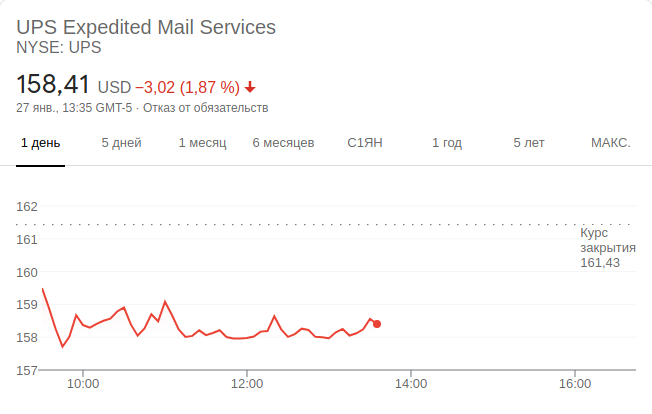 UPS Expedited Mail Services
NYSE: UPS
158,41 USD −3,02 (1,87 %)
27 янв., 13:35 GMT-5 · Отказ от обязательств
1 день 5 дней 1 месяц 6 месяцев С1ЯН 1 год 5 лет МАКС.
162
161
160
159
158
157
Курс
закрытия
161,43
10:00 12:00 14:00 16:00